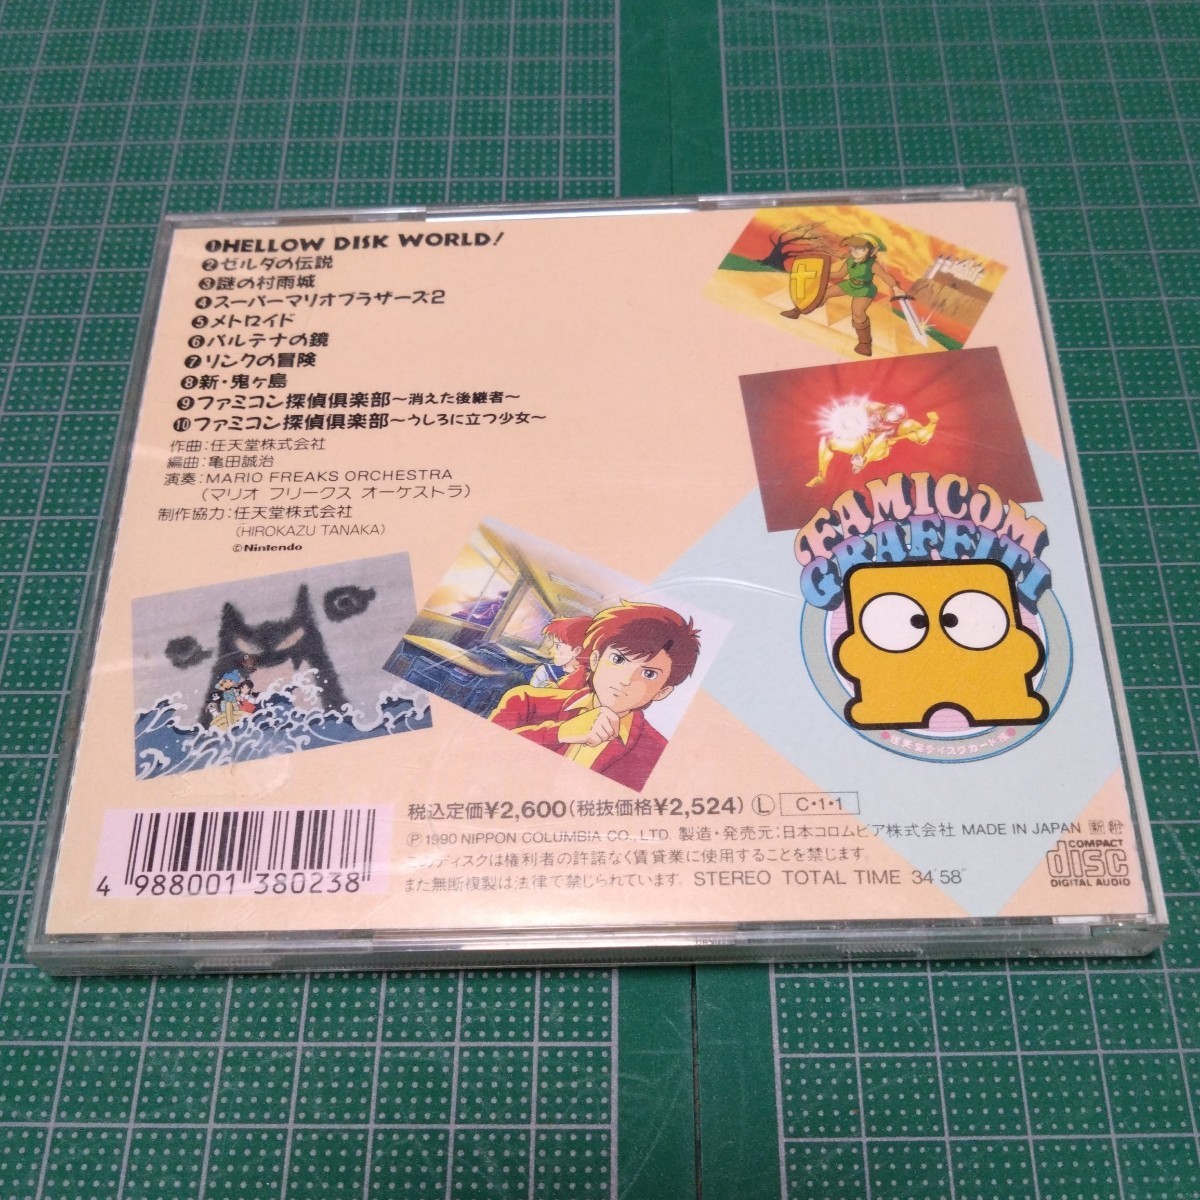 ❶HELLOW DISK WORLD!
❷ゼルダの伝説
❸謎の村雨城
❹スーパーマリオブラザーズ2
❺メトロイド
❻パルテナの鏡
❼リンクの冒険
❽新・鬼ヶ島
❾ファミコン探偵倶楽部～消えた後継者～
❿ファミコン探偵倶楽部～うしろに立つ少女～
作曲:任天堂株式会社
編曲:亀田誠治
演奏:MARIO FREAKS ORCHESTRA
(マリオ フリークス オーケストラ)
制作協力:任天堂株式会社
(HIROKAZU TANAKA)
©Nintendo
FAMICOM
GRAFFITI
任天堂ディスクカード版
税込定価¥2,600(税抜価格¥2,524) Ⓛ C・1・1
Ⓟ 1990 NIPPON COLUMBIA CO., LTD. 製造・発売元:日本コロムビア株式会社 MADE IN JAPAN
このディスクは権利者の許諾なく賃貸業に使用することを禁じます。
また無断複製は法律で禁じられています。 STEREO TOTAL TIME 34′58″
COMPACT
disc
DIGITAL AUDIO
4 988001 380238